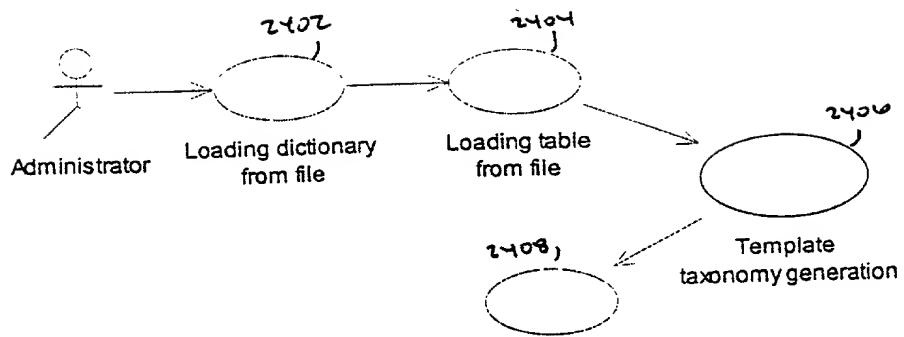 2402
2404
2406
Administrator
Loading dictionary
from file
Loading table
from file
2408
Template
taxonomy generation